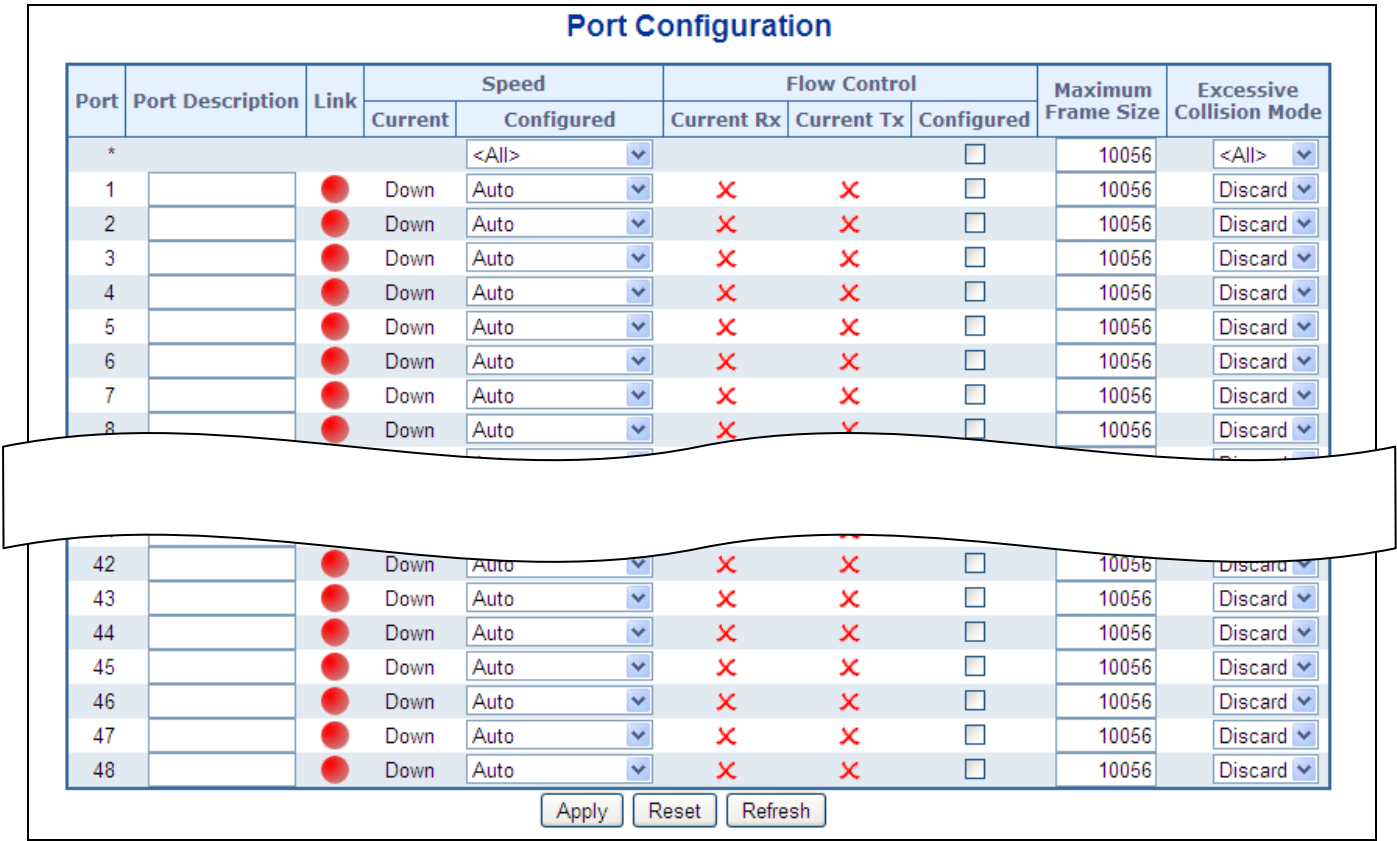 Port Configuration
Port Port Description Link Speed Flow Control Maximum Frame Size Excessive Collision Mode
Current Configured Current Rx Current Tx Configured
* <All> 10056 <All>
1 Down Auto 10056 Discard
2 Down Auto 10056 Discard
3 Down Auto 10056 Discard
4 Down Auto 10056 Discard
5 Down Auto 10056 Discard
6 Down Auto 10056 Discard
7 Down Auto 10056 Discard
8 Down Auto 10056 Discard
42 Down Auto 10056 Discard
43 Down Auto 10056 Discard
44 Down Auto 10056 Discard
45 Down Auto 10056 Discard
46 Down Auto 10056 Discard
47 Down Auto 10056 Discard
48 Down Auto 10056 Discard
Apply Reset Refresh